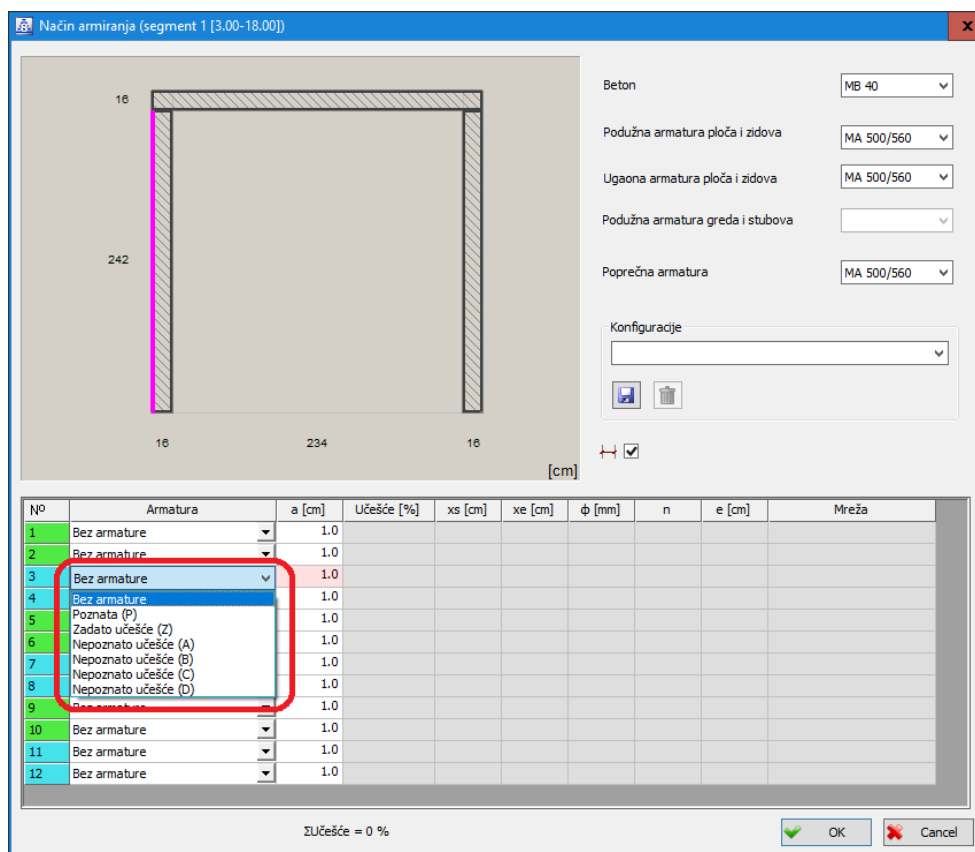 Način armiranja (segment 1 [3.00-18.00])
x
16
242
16 234 16
[cm]
Beton MB 40
Podužna armatura ploča i zidova MA 500/560
Ugaona armatura ploča i zidova MA 500/560
Podužna armatura greda i stubova
Poprečna armatura MA 500/560
Konfiguracije
Nº Armatura a [cm] Učešće [%] xs [cm] xe [cm] ϕ [mm] n e [cm] Mreža
1 Bez armature 1.0
2 Bez armature 1.0
3 Bez armature 1.0
4 Bez armature 1.0
5 Poznata (P) 1.0
Zadato učešće (Z)
6 Nepoznato učešće (A) 1.0
7 Nepoznato učešće (B) 1.0
Nepoznato učešće (C)
8 Nepoznato učešće (D) 1.0
9 Bez armature 1.0
10 Bez armature 1.0
11 Bez armature 1.0
12 Bez armature 1.0
ΣUčešće = 0 %
OK Cancel